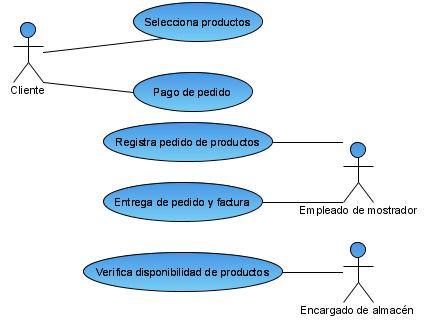 Selecciona productos
Cliente
Pago de pedido
Registra pedido de productos
Entrega de pedido y factura
Empleado de mostrador
Verifica disponibilidad de productos
Encargado de almacén